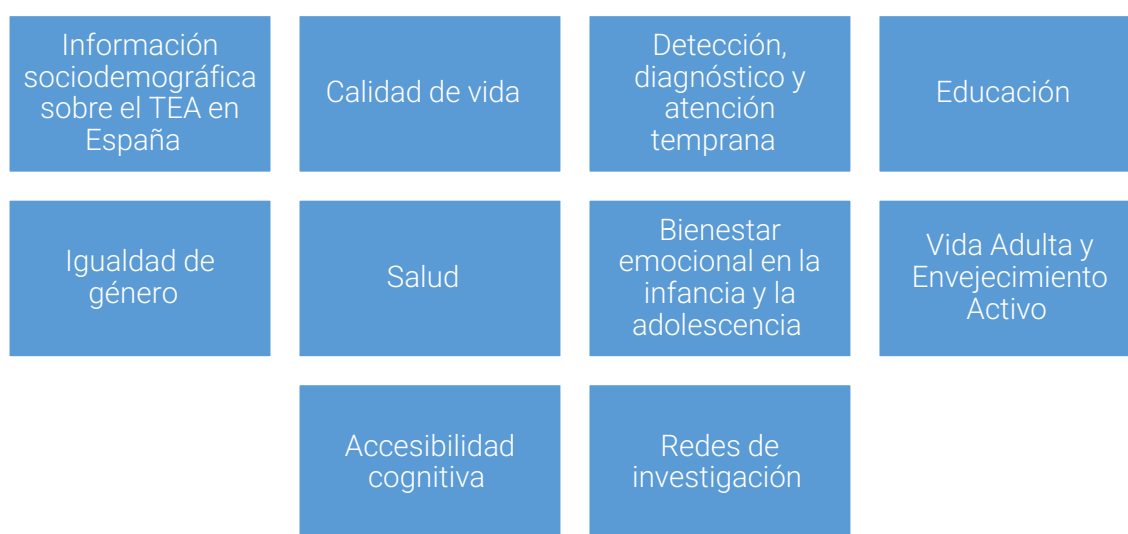 Información
sociodemográfica
sobre el TEA en
España
Calidad de vida
Detección,
diagnóstico y
atención
temprana
Educación
Igualdad de
género
Salud
Bienestar
emocional en la
infancia y la
adolescencia
Vida Adulta y
Envejecimiento
Activo
Accesibilidad
cognitiva
Redes de
investigación